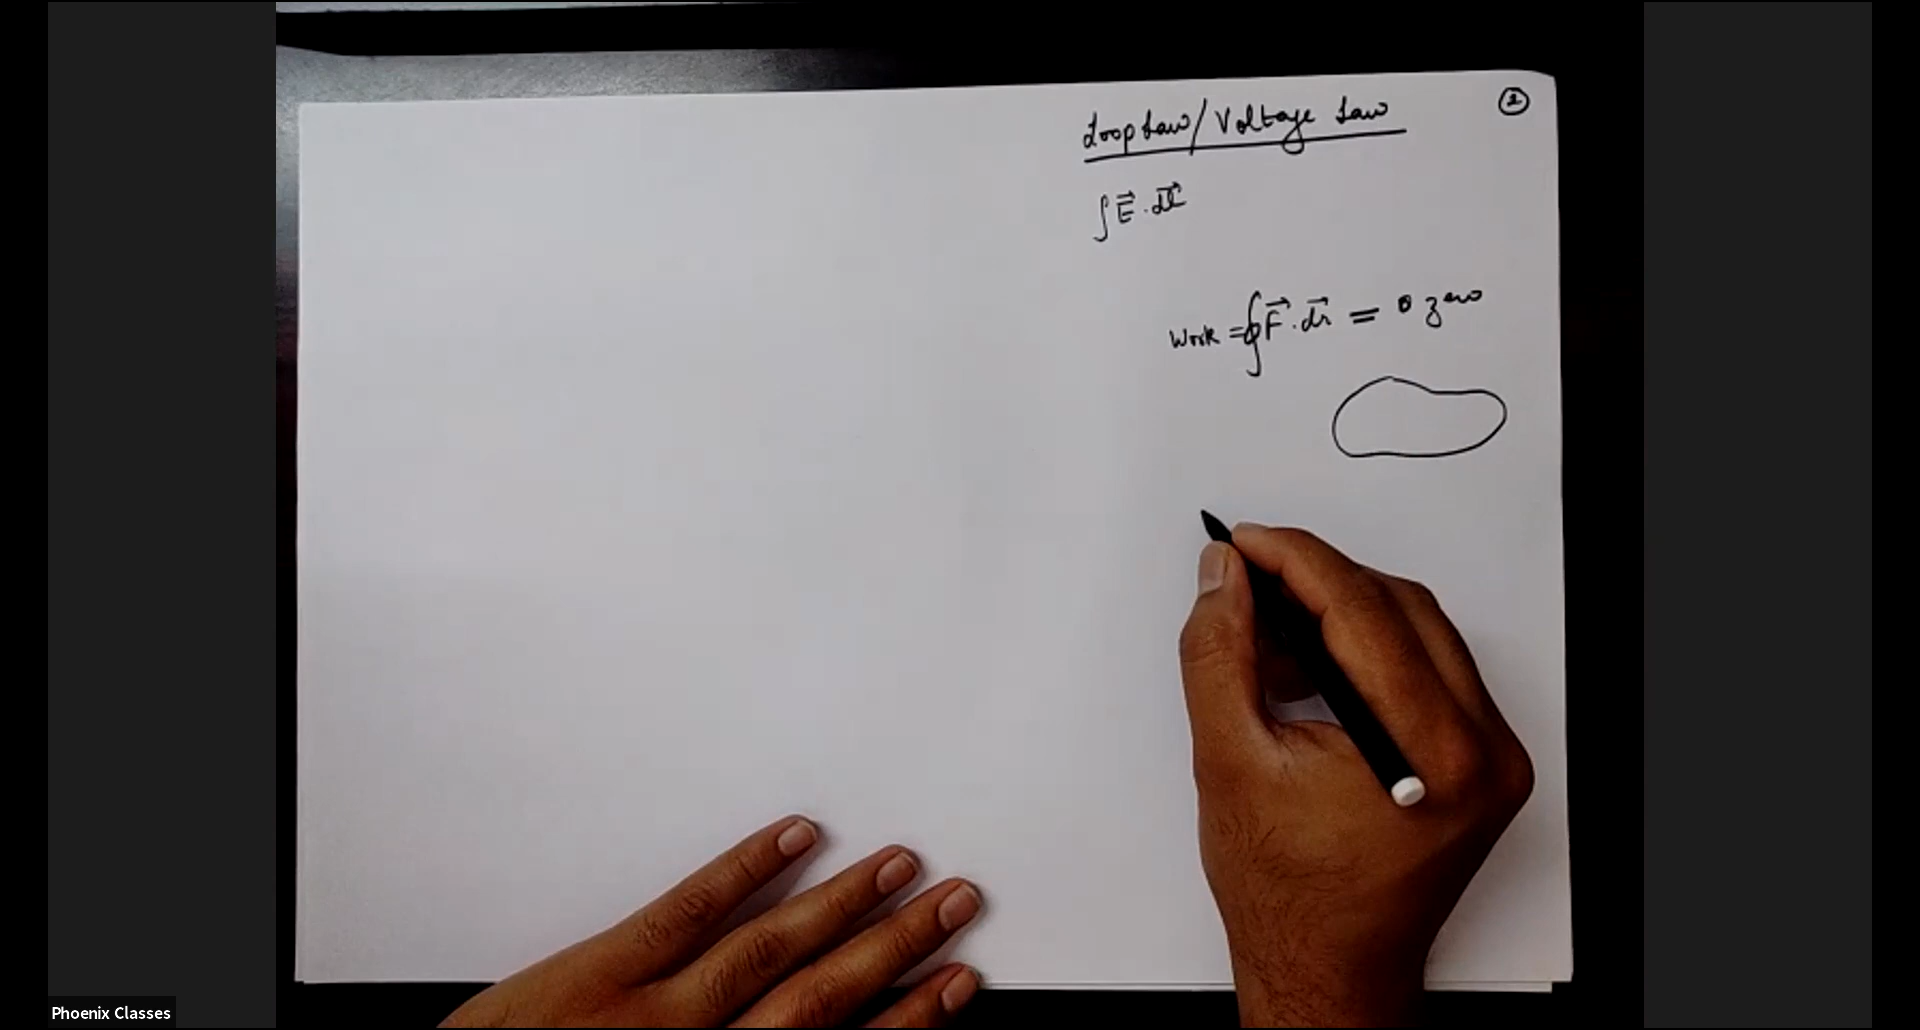 ②
Loop Law/Voltage Law
∫E⃗.dl⃗
Work = ∮F⃗.dr⃗ = 0 zero
Phoenix Classes